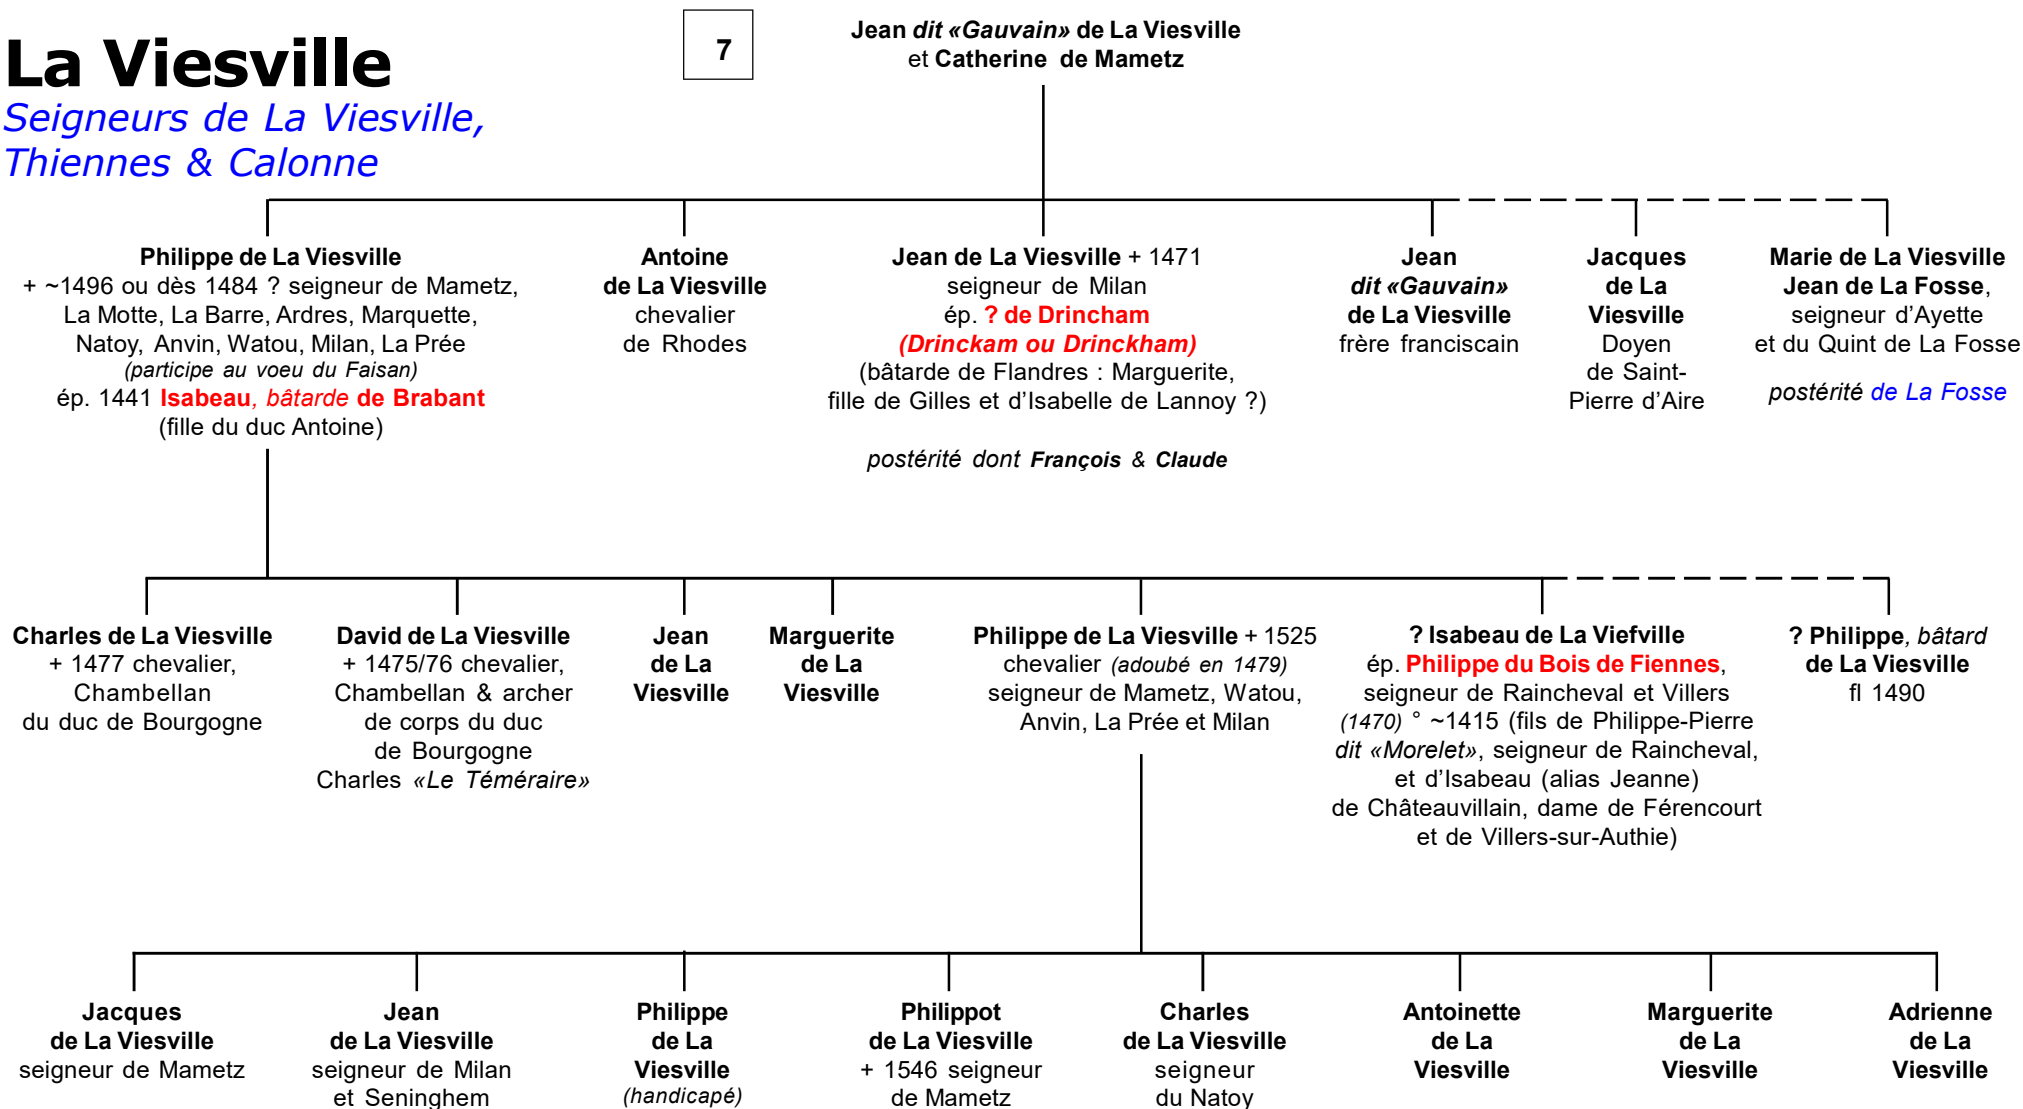 La Viesville
Seigneurs de La Viesville,
Thiennes & Calonne
7
Jean dit «Gauvain» de La Viesville
et Catherine de Mametz
Philippe de La Viesville
+ ~1496 ou dès 1484 ? seigneur de Mametz,
La Motte, La Barre, Ardres, Marquette,
Natoy, Anvin, Watou, Milan, La Prée
(participe au voeu du Faisan)
ép. 1441 Isabeau, bâtarde de Brabant
(fille du duc Antoine)
Antoine
de La Viesville
chevalier
de Rhodes
Jean de La Viesville + 1471
seigneur de Milan
ép. ? de Drincham
(Drinckam ou Drinckham)
(bâtarde de Flandres : Marguerite,
fille de Gilles et d'Isabelle de Lannoy ?)
postérité dont François & Claude
Jean
dit «Gauvain»
de La Viesville
frère franciscain
Jacques
de La
Viesville
Doyen
de Saint-
Pierre d'Aire
Marie de La Viesville
Jean de La Fosse,
seigneur d'Ayette
et du Quint de La Fosse
postérité de La Fosse
Charles de La Viesville
+ 1477 chevalier,
Chambellan
du duc de Bourgogne
David de La Viesville
+ 1475/76 chevalier,
Chambellan & archer
de corps du duc
de Bourgogne
Charles «Le Téméraire»
Jean
de La
Viesville
Marguerite
de La
Viesville
Philippe de La Viesville + 1525
chevalier (adoubé en 1479)
seigneur de Mametz, Watou,
Anvin, La Prée et Milan
? Isabeau de La Viefville
ép. Philippe du Bois de Fiennes,
seigneur de Raincheval et Villers
(1470) ° ~1415 (fils de Philippe-Pierre
dit «Morelet», seigneur de Raincheval,
et d'Isabeau (alias Jeanne)
de Châteauvillain, dame de Férencourt
et de Villers-sur-Authie)
? Philippe, bâtard
de La Viesville
fl 1490
Jacques
de La Viesville
seigneur de Mametz
Jean
de La Viesville
seigneur de Milan
et Seninghem
Philippe
de La
Viesville
(handicapé)
Philippot
de La Viesville
+ 1546 seigneur
de Mametz
Charles
de La Viesville
seigneur
du Natoy
Antoinette
de La
Viesville
Marguerite
de La
Viesville
Adrienne
de La
Viesville